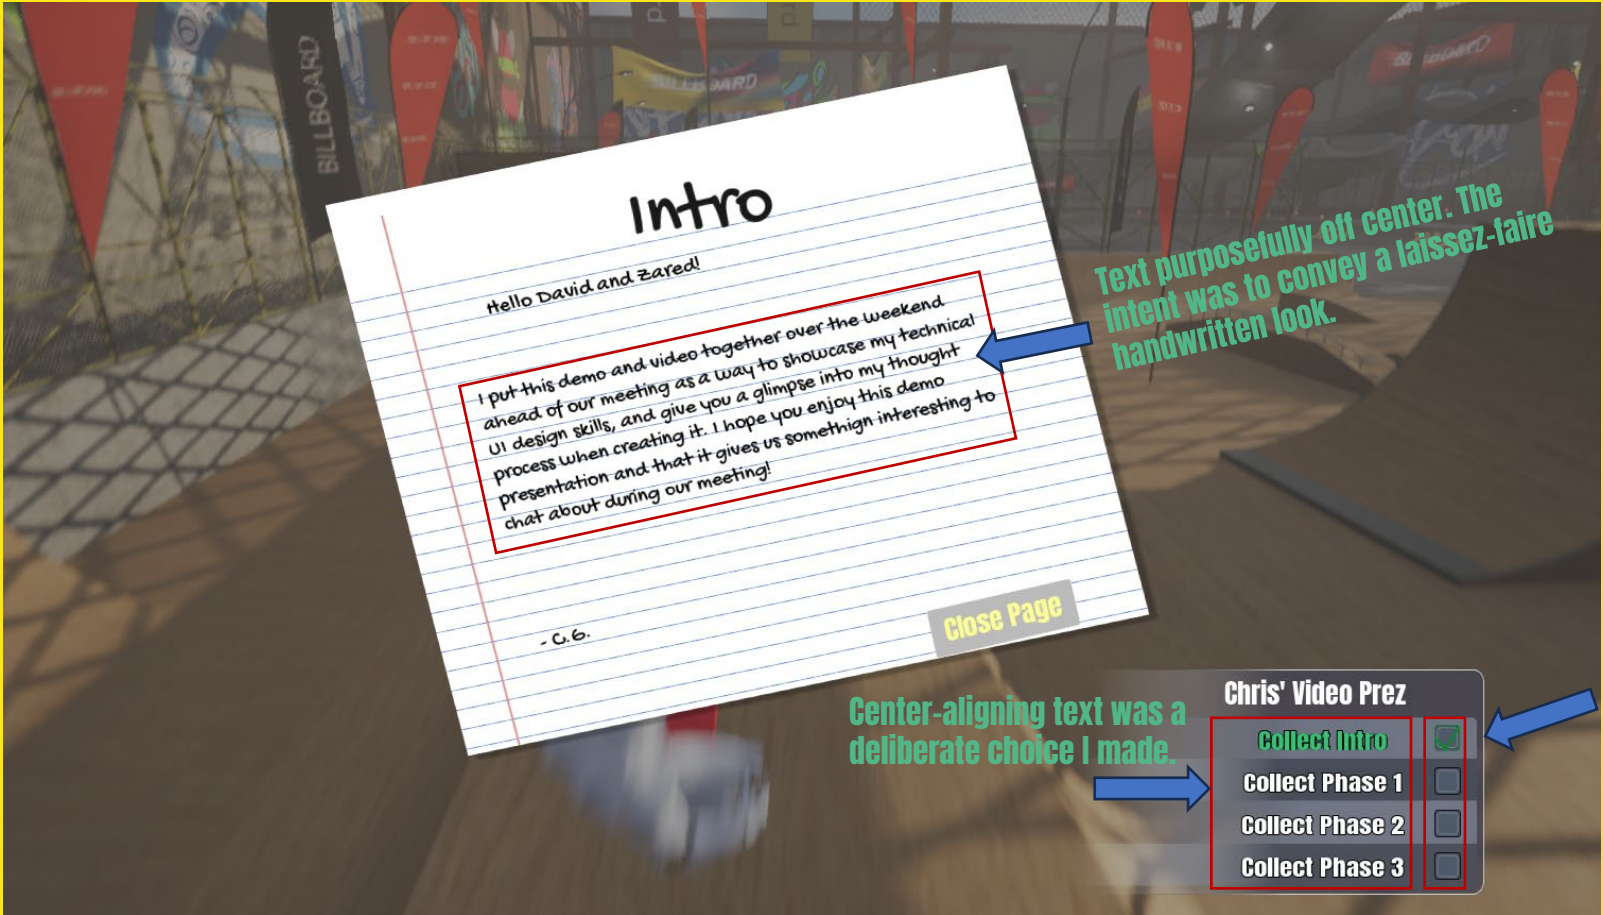 BILLBOARD
BILLBOARD
BILLBOARD
Intro
Hello David and Zared!
I put this demo and video together over the weekend
ahead of our meeting as a way to showcase my technical
UI design skills, and give you a glimpse into my thought
process when creating it. I hope you enjoy this demo
presentation and that it gives us somethign interesting to
chat about during our meeting!
- C.G.
Close Page
Text purposefully off center. The
intent was to convey a laissez-faire
handwritten look.
Center-aligning text was a
deliberate choice I made.
Chris' Video Prez
Collect Intro
Collect Phase 1
Collect Phase 2
Collect Phase 3